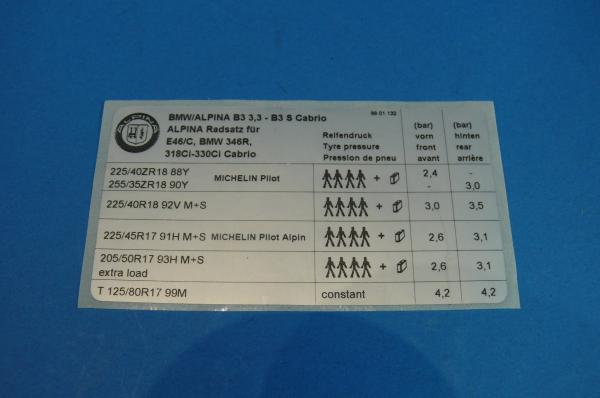 ALPINA
BMW/ALPINA B3 3,3 - B3 S Cabrio
ALPINA Radsatz für
E46/C, BMW 346R,
318Ci-330Ci Cabrio
99 01 132
Reifendruck
Tyre pressure
Pression de pneu
(bar)
vorn
front
avant
(bar)
hinten
rear
arrière
225/40ZR18 88Y MICHELIN Pilot + 2,4 -
255/35ZR18 90Y - 3,0
225/40R18 92V M+S + 3,0 3,5
225/45R17 91H M+S MICHELIN Pilot Alpin + 2,6 3,1
205/50R17 93H M+S + 2,6 3,1
extra load
T 125/80R17 99M constant 4,2 4,2